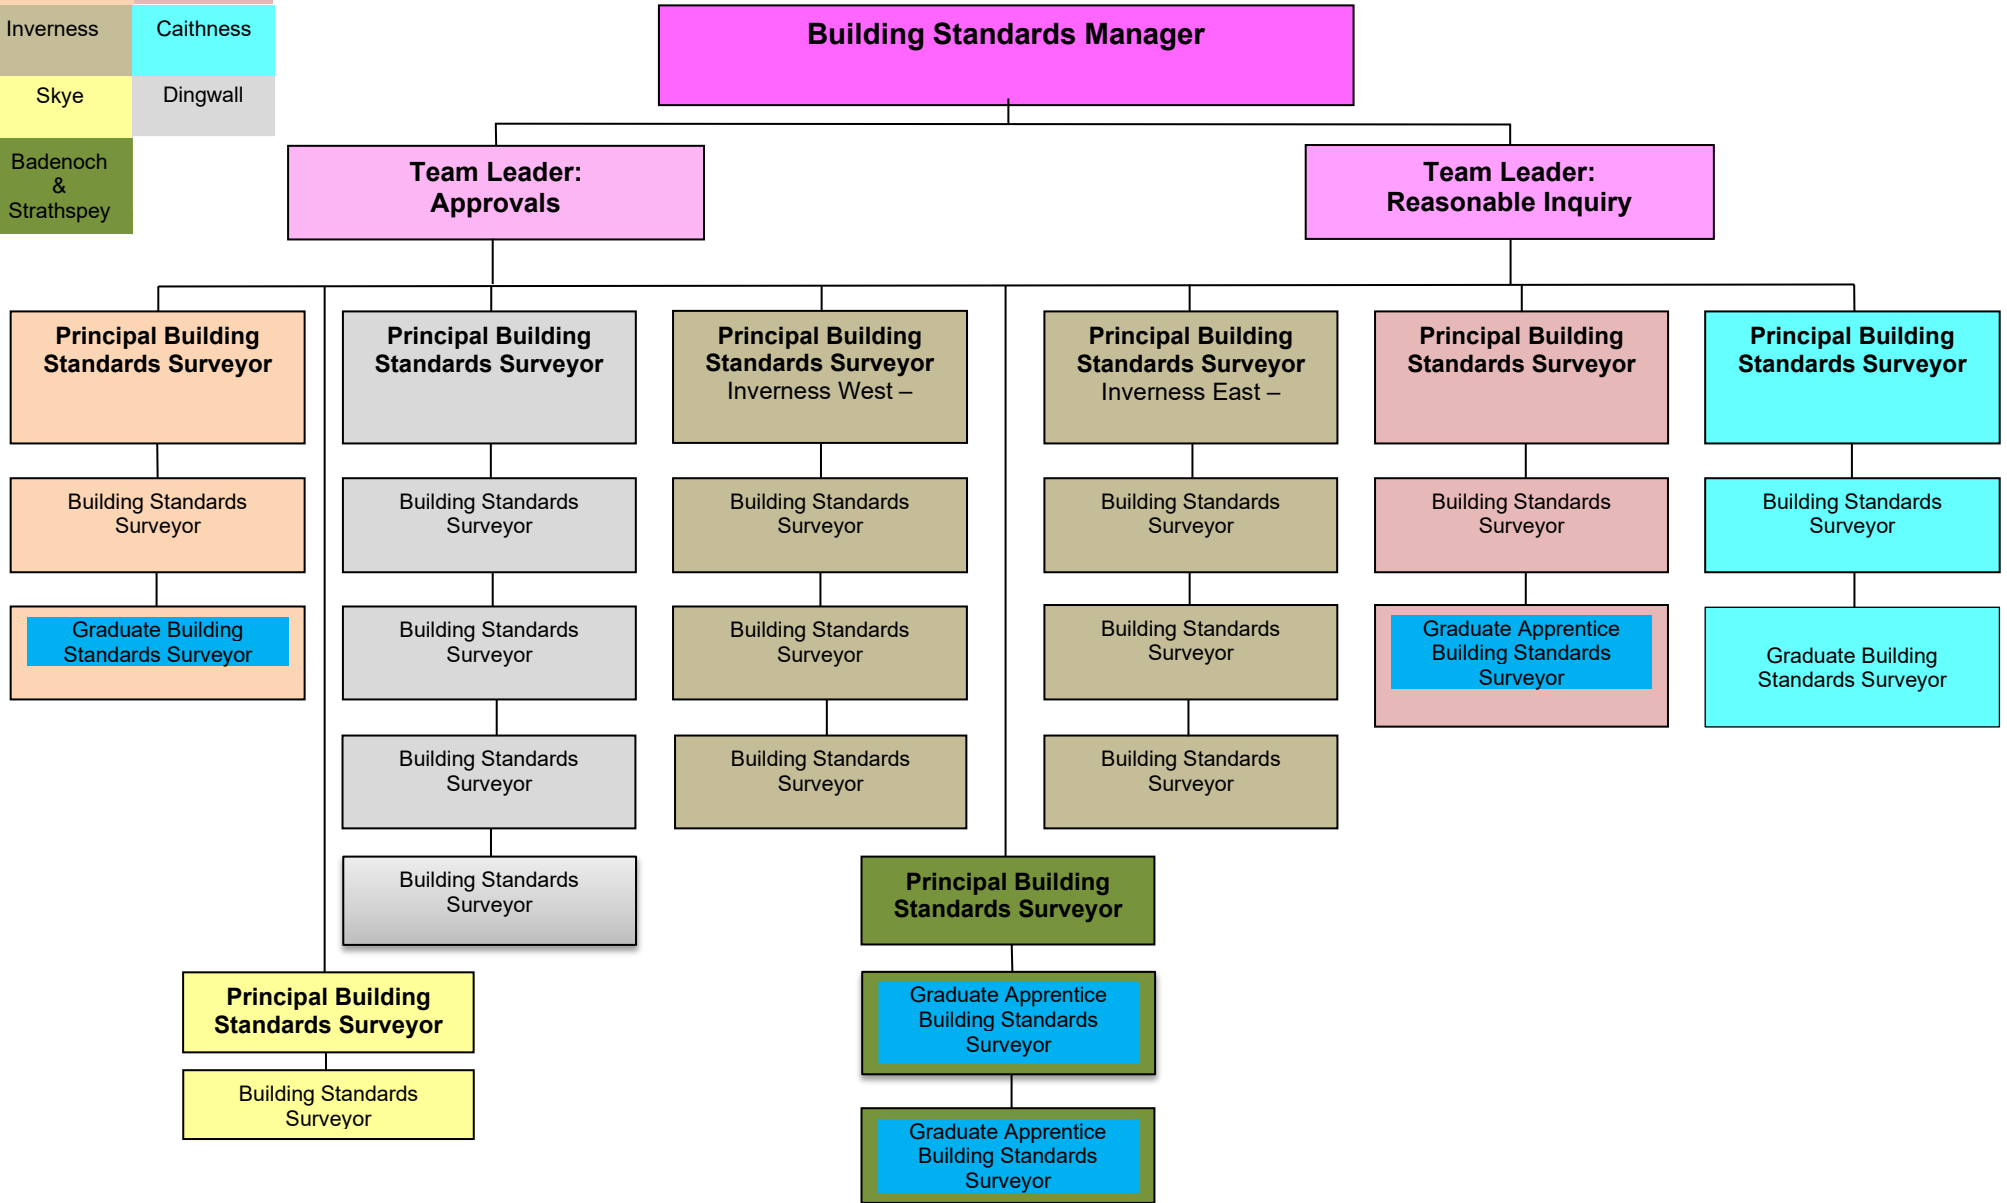 Inverness
Caithness
Skye
Dingwall
Badenoch
&
Strathspey
Building Standards Manager
Team Leader:
Approvals
Team Leader:
Reasonable Inquiry
Principal Building
Standards Surveyor
Principal Building
Standards Surveyor
Principal Building
Standards Surveyor
Inverness West –
Principal Building
Standards Surveyor
Inverness East –
Principal Building
Standards Surveyor
Principal Building
Standards Surveyor
Building Standards
Surveyor
Building Standards
Surveyor
Building Standards
Surveyor
Building Standards
Surveyor
Building Standards
Surveyor
Building Standards
Surveyor
Graduate Building
Standards Surveyor
Building Standards
Surveyor
Building Standards
Surveyor
Building Standards
Surveyor
Graduate Apprentice
Building Standards
Surveyor
Graduate Building
Standards Surveyor
Building Standards
Surveyor
Building Standards
Surveyor
Building Standards
Surveyor
Building Standards
Surveyor
Principal Building
Standards Surveyor
Principal Building
Standards Surveyor
Graduate Apprentice
Building Standards
Surveyor
Building Standards
Surveyor
Graduate Apprentice
Building Standards
Surveyor